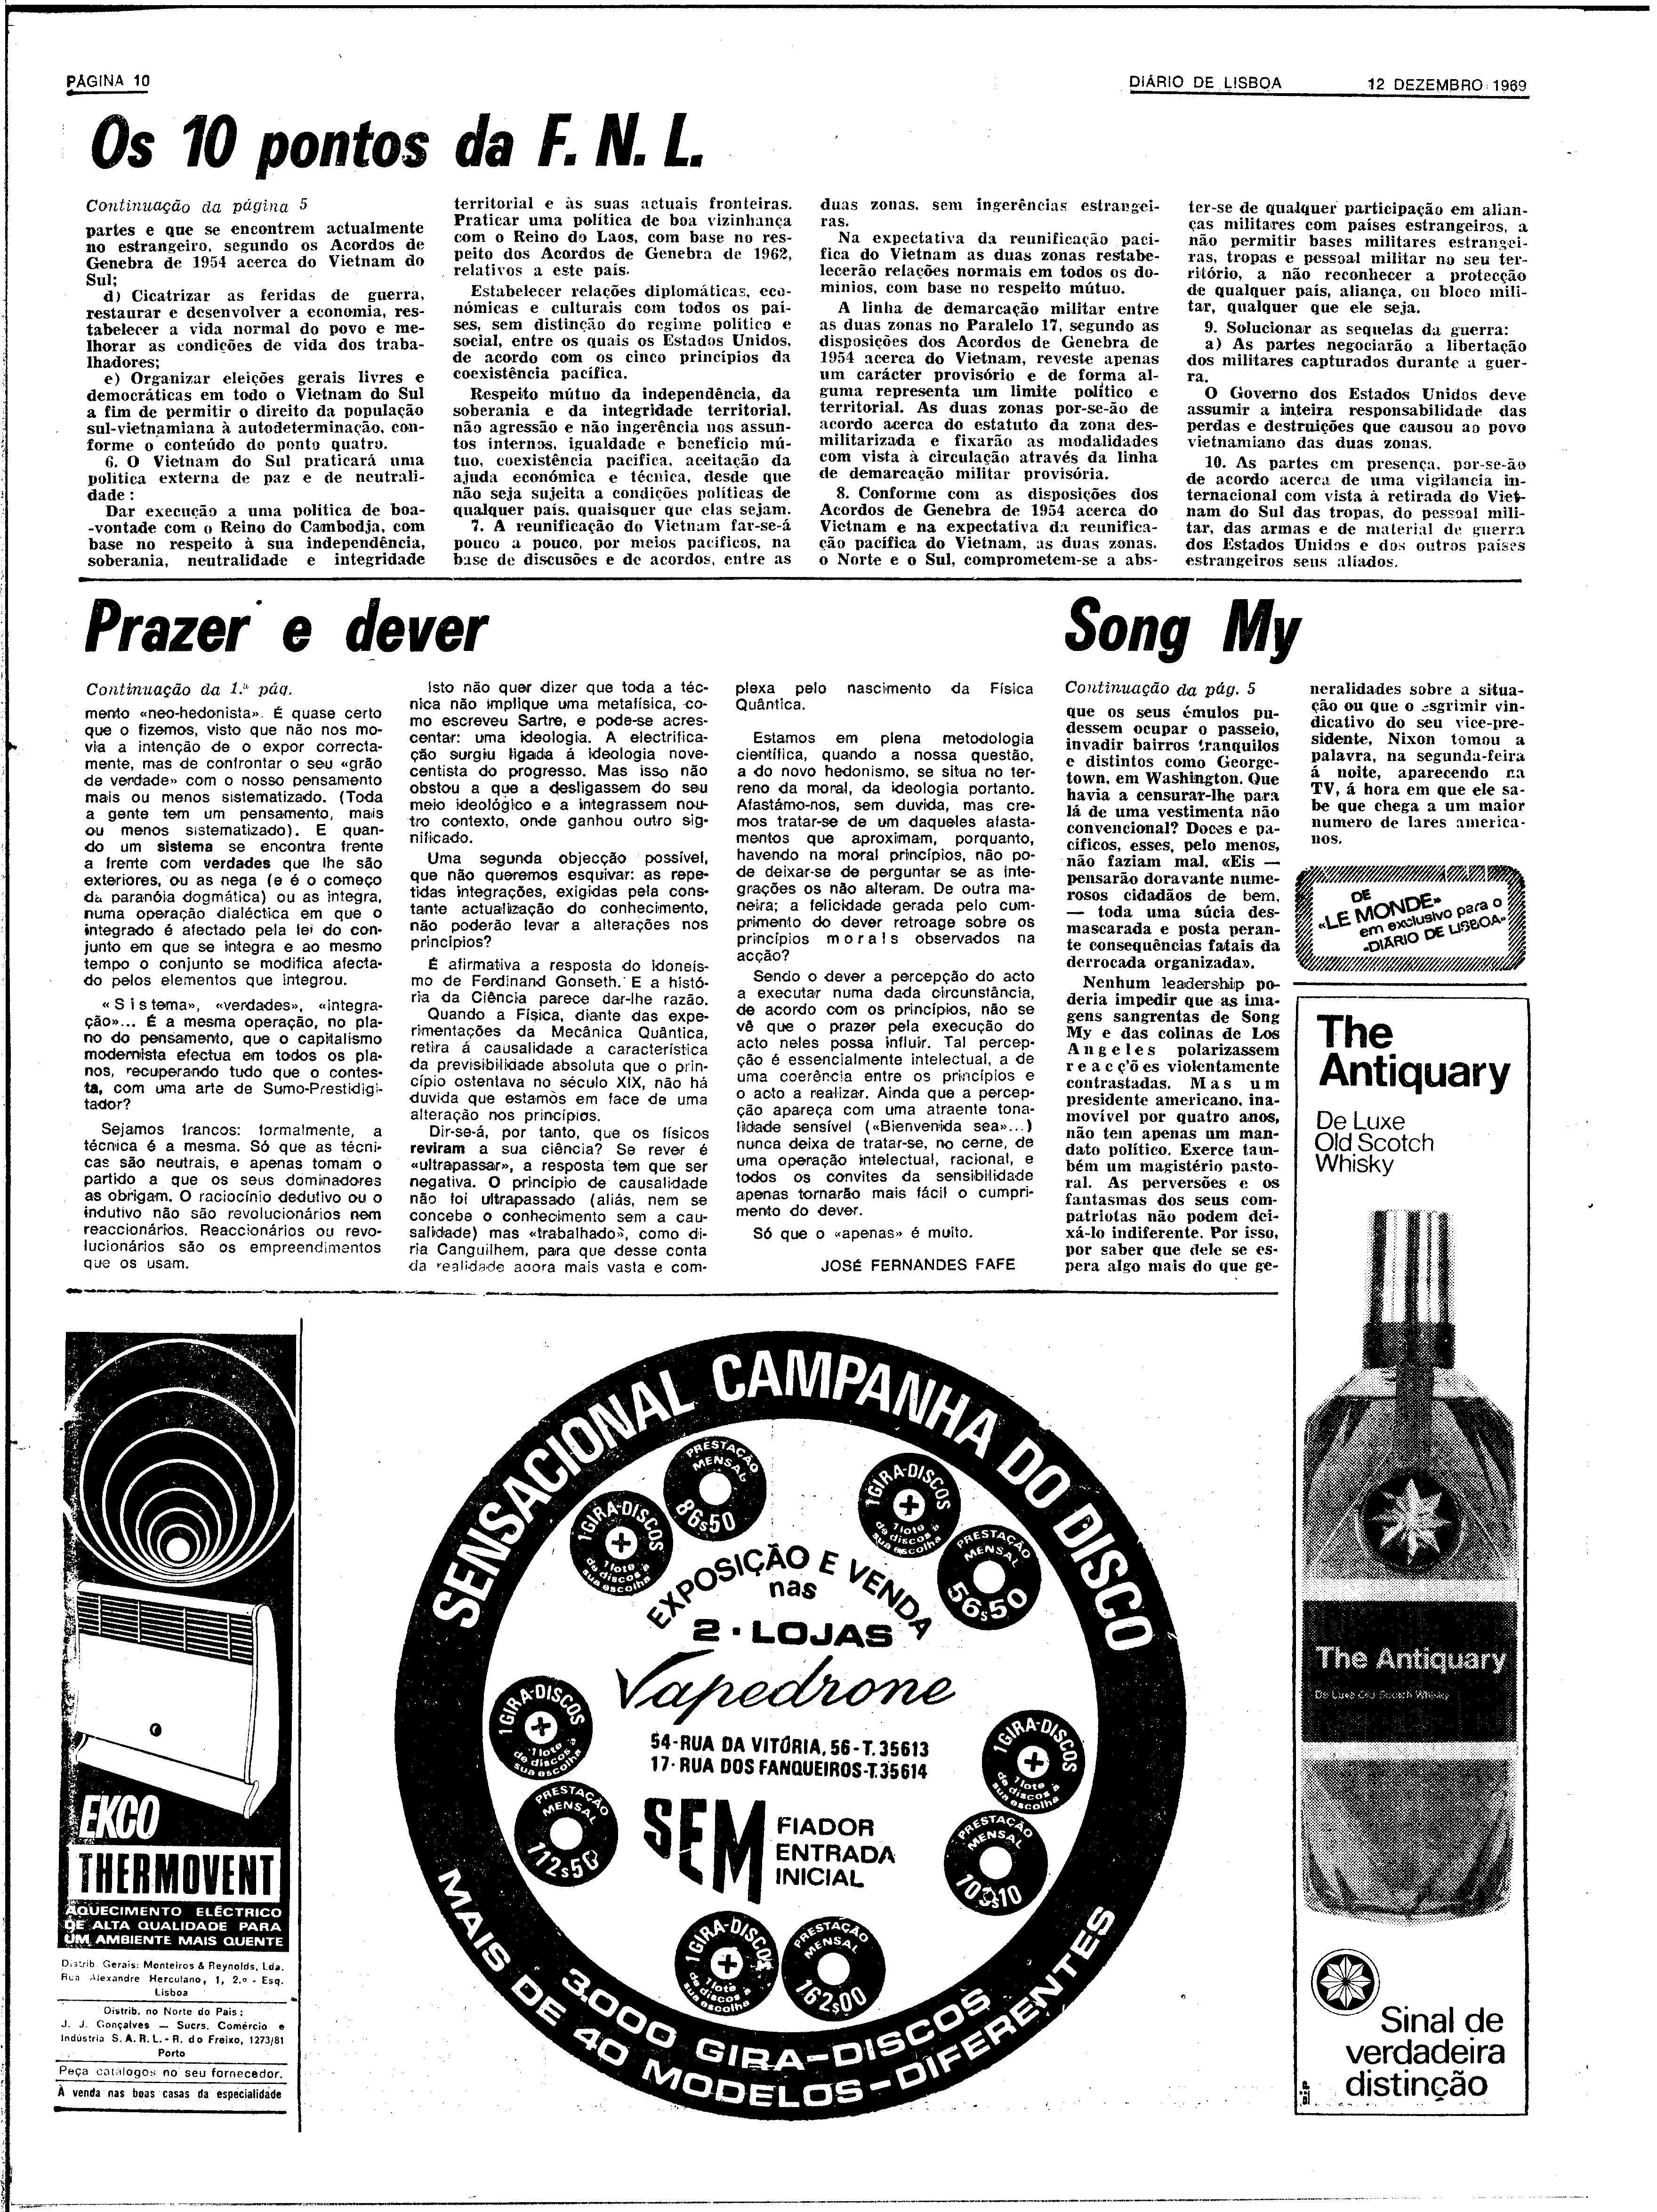 PÁGINA 10
DIÁRIO DE LISBOA 12 DEZEMBRO 1969
Os 10 pontos da F. N. L.
Continuação da página 5
partes e que se encontrem actualmente
no estrangeiro, segundo os Acordos de
Genebra de 1954 acerca do Vietnam do
Sul;
d) Cicatrizar as feridas de guerra,
restaurar e desenvolver a economia, res-
tabelecer a vida normal do povo e me-
lhorar as condições de vida dos traba-
lhadores;
e) Organizar eleições gerais livres e
democráticas em todo o Vietnam do Sul
a fim de permitir o direito da população
sul-vietnamiana à autodeterminação, con-
forme o conteúdo do ponto quatro.
6. O Vietnam do Sul praticará uma
política externa de paz e de neutrali-
dade:
Dar execução a uma política de boa-
-vontade com o Reino do Cambodja, com
base no respeito à sua independência,
soberania, neutralidade e integridade
territorial e às suas actuais fronteiras.
Praticar uma política de boa vizinhança
com o Reino do Laos, com base no res-
peito dos Acordos de Genebra de 1962,
relativos a este país.
Estabelecer relações diplomáticas, eco-
nómicas e culturais com todos os paí-
ses, sem distinção do regime político e
social, entre os quais os Estados Unidos,
de acordo com os cinco princípios da
coexistência pacífica.
Respeito mútuo da independência, da
soberania e da integridade territorial,
não agressão e não ingerência nos assun-
tos internos, igualdade e benefício mú-
tuo, coexistência pacífica, aceitação da
ajuda económica e técnica, desde que
não seja sujeita a condições políticas de
qualquer país, quaisquer que elas sejam.
7. A reunificação do Vietnam far-se-á
pouco a pouco, por meios pacíficos, na
base de discusões e de acordos, entre as
duas zonas, sem ingerências estrangei-
ras.
Na expectativa da reunificação pací-
fica do Vietnam as duas zonas restabe-
lecerão relações normais em todos os do-
mínios, com base no respeito mútuo.
A linha de demarcação militar entre
as duas zonas no Paralelo 17, segundo as
disposições dos Acordos de Genebra de
1954 acerca do Vietnam, reveste apenas
um carácter provisório e de forma al-
guma representa um limite político e
territorial. As duas zonas por-se-ão de
acordo acerca do estatuto da zona des-
militarizada e fixarão as modalidades
com vista à circulação através da linha
de demarcação militar provisória.
8. Conforme com as disposições dos
Acordos de Genebra de 1954 acerca do
Vietnam e na expectativa da reunifica-
ção pacífica do Vietnam, as duas zonas.
o Norte e o Sul, comprometem-se a abs-
ter-se de qualquer participação em alian-
ças militares com países estrangeiros, a
não permitir bases militares estrangei-
ras, tropas e pessoal militar no seu ter-
ritório, a não reconhecer a protecção
de qualquer país, aliança, ou bloco mili-
tar, qualquer que ele seja.
9. Solucionar as sequelas da guerra:
a) As partes negociarão a libertação
dos militares capturados durante a guer-
ra.
O Governo dos Estados Unidos deve
assumir a inteira responsabilidade das
perdas e destruições que causou ao povo
vietnamiano das duas zonas.
10. As partes em presença, por-se-ão
de acordo acerca de uma vigilancia in-
ternacional com vista à retirada do Viet-
nam do Sul das tropas, do pessoal mili-
tar, das armas e de material de guerra
dos Estados Unidos e dos outros países
estrangeiros seus aliados.
Prazer e dever
Continuação da 1.ª pág.
mento «neo-hedonista». É quase certo
que o fizemos, visto que não nos mo-
via a intenção de o expor correcta-
mente, mas de confrontar o seu «grão
de verdade» com o nosso pensamento
mais ou menos sistematizado. (Toda
a gente tem um pensamento, mais
ou menos sistematizado). E quan-
do um sistema se encontra frente
a frente com verdades que lhe são
exteriores, ou as nega (e é o começo
da paranóia dogmática) ou as integra,
numa operação dialéctica em que o
integrado é afectado pela lei do con-
junto em que se integra e ao mesmo
tempo o conjunto se modifica afecta-
do pelos elementos que integrou.
«Sistema», «verdades», «integra-
ção»... É a mesma operação, no pla-
no do pensamento, que o capitalismo
modernista efectua em todos os pla-
nos, recuperando tudo que o contes-
ta, com uma arte de Sumo-Prestidigi-
tador?
Sejamos francos: formalmente, a
técnica é a mesma. Só que as técni-
cas são neutrais, e apenas tomam o
partido a que os seus dominadores
as obrigam. O raciocínio dedutivo ou o
indutivo não são revolucionários nem
reaccionários. Reaccionários ou revo-
lucionários são os empreendimentos
que os usam.
Isto não quer dizer que toda a téc-
nica não implique uma metafísica, co-
mo escreveu Sartre, e pode-se acres-
centar: uma ideologia. A electrifica-
ção surgiu ligada á ideologia nove-
centista do progresso. Mas isso não
obstou a que a desligassem do seu
meio ideológico e a integrassem nou-
tro contexto, onde ganhou outro sig-
nificado.
Uma segunda objecção possível,
que não queremos esquivar: as repe-
tidas integrações, exigidas pela cons-
tante actualização do conhecimento,
não poderão levar a alterações nos
princípios?
É afirmativa a resposta do idoneis-
mo de Ferdinand Gonseth. E a histó-
ria da Ciência parece dar-lhe razão.
Quando a Física, diante das expe-
rimentações da Mecânica Quântica,
retira á causalidade a característica
da previsibilidade absoluta que o prin-
cípio ostentava no século XIX, não há
duvida que estamos em face de uma
alteração nos princípios.
Dir-se-á, por tanto, que os físicos
reviram a sua ciência? Se rever é
«ultrapassar», a resposta tem que ser
negativa. O princípio de causalidade
não foi ultrapassado (aliás, nem se
concebe o conhecimento sem a cau-
salidade) mas «trabalhado», como di-
ria Canguilhem, para que desse conta
da realidade agora mais vasta e com-
plexa pelo nascimento da Física
Quântica.
Estamos em plena metodologia
científica, quando a nossa questão,
a do novo hedonismo, se situa no ter-
reno da moral, da ideologia portanto.
Afastámo-nos, sem duvida, mas cre-
mos tratar-se de um daqueles afasta-
mentos que aproximam, porquanto,
havendo na moral princípios, não po-
de deixar-se de perguntar se as inte-
grações os não alteram. De outra ma-
neira; a felicidade gerada pelo cum-
primento do dever retroage sobre os
princípios morais observados na
acção?
Sendo o dever a percepção do acto
a executar numa dada circunstância,
de acordo com os princípios, não se
vê que o prazer pela execução do
acto neles possa influir. Tal percep-
ção é essencialmente intelectual, a de
uma coerência entre os princípios e
o acto a realizar. Ainda que a percep-
ção apareça com uma atraente tona-
lidade sensível («Bienvenida sea»...)
nunca deixa de tratar-se, no cerne, de
uma operação intelectual, racional, e
todos os convites da sensibilidade
apenas tornarão mais fácil o cumpri-
mento do dever.
Só que o «apenas» é muito.
JOSÉ FERNANDES FAFE
Song My
Continuação da pág. 5
que os seus émulos pu-
dessem ocupar o passeio,
invadir bairros tranquilos
e distintos como George-
town, em Washington. Que
havia a censurar-lhe para
lá de uma vestimenta não
convencional? Doces e pa-
cíficos, esses, pelo menos,
não faziam mal. «Eis —
pensarão doravante nume-
rosos cidadãos de bem,
— toda uma súcia des-
mascarada e posta peran-
te consequências fatais da
derrocada organizada».
Nenhum leadership po-
deria impedir que as ima-
gens sangrentas de Song
My e das colinas de Los
Angeles polarizassem
reacções violentamente
contrastadas. Mas um
presidente americano, ina-
movível por quatro anos,
não tem apenas um man-
dato político. Exerce tam-
bém um magistério pasto-
ral. As perversões e os
fantasmas dos seus com-
patriotas não podem dei-
xá-lo indiferente. Por isso,
por saber que dele se es-
pera algo mais do que ge-
neralidades sobre a situa-
ção ou que o esgrimir vin-
dicativo do seu vice-pre-
sidente, Nixon tomou a
palavra, na segunda-feira
á noite, aparecendo na
TV, á hora em que ele sa-
be que chega a um maior
numero de lares america-
nos.
DE
«LE MONDE»
em exclusivo para o
«DIÁRIO DE LISBOA»
The
Antiquary
De Luxe
Old Scotch
Whisky
The Antiquary
De Luxe Old Scotch Whisky
Sinal de
verdadeira
distinção
EKCO
THERMOVENT
AQUECIMENTO ELÉCTRICO
DE ALTA QUALIDADE PARA
UM AMBIENTE MAIS QUENTE
Distrib. Gerais: Monteiros & Reynolds, Lda.
Rua Alexandre Herculano, 1, 2.º - Esq.
Lisboa
Distrib. no Norte do País:
J. J. Gonçalves — Sucrs. Comércio e
Indústria S.A.R.L. - R. do Freixo, 1273/81
Porto
Peça catálogos no seu fornecedor.
À venda nas boas casas da especialidade
SENSACIONAL CAMPANHA DO DISCO
1 GIRA-DISCOS
+
1 lote
de discos à
sua escolha
PRESTAÇÃO
MENSAL
86$50
1 GIRA-DISCOS
+
1 lote
de discos à
sua escolha
PRESTAÇÃO
MENSAL
56$50
EXPOSIÇÃO E VENDA
nas
2 - LOJAS
Vapedrone
54-RUA DA VITÓRIA, 56-T. 35613
17-RUA DOS FANQUEIROS-T.35614
1 GIRA-DISCOS
+
1 lote
de discos à
sua escolha
PRESTAÇÃO
MENSAL
112$50
1 GIRA-DISCOS
+
1 lote
de discos à
sua escolha
PRESTAÇÃO
MENSAL
103$10
SEM
FIADOR
ENTRADA
INICIAL
1 GIRA-DISCOS
+
1 lote
de discos à
sua escolha
PRESTAÇÃO
MENSAL
162$00
3.000 GIRA-DISCOS
MAIS DE 40 MODELOS-DIFERENTES